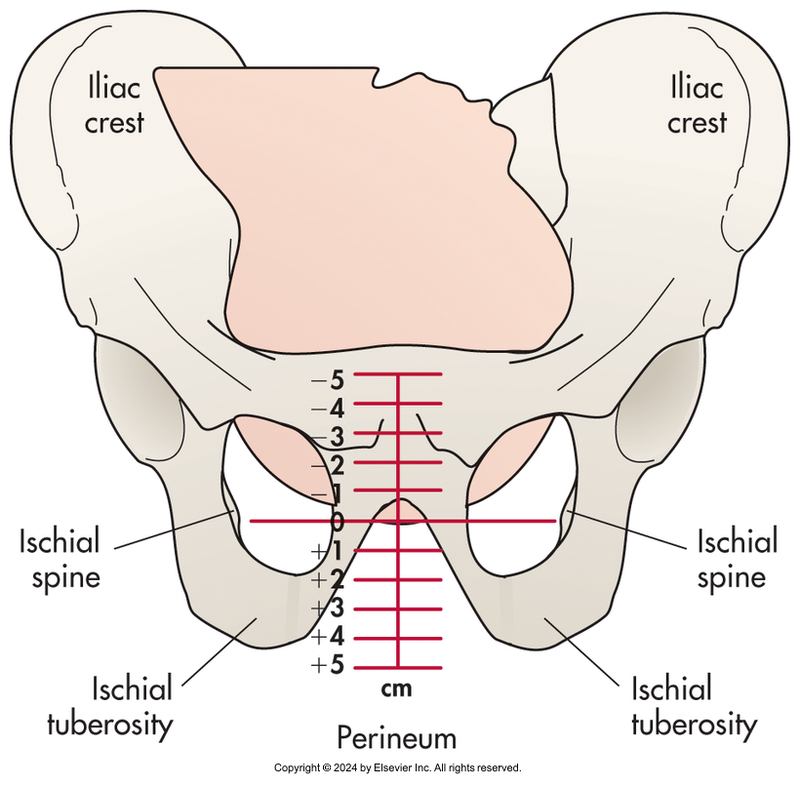 Iliac
crest
Iliac
crest
−5
−4
−3
−2
−1
0
+1
+2
+3
+4
+5
cm
Ischial
spine
Ischial
spine
Ischial
tuberosity
Ischial
tuberosity
Perineum
Copyright © 2024 by Elsevier Inc. All rights reserved.